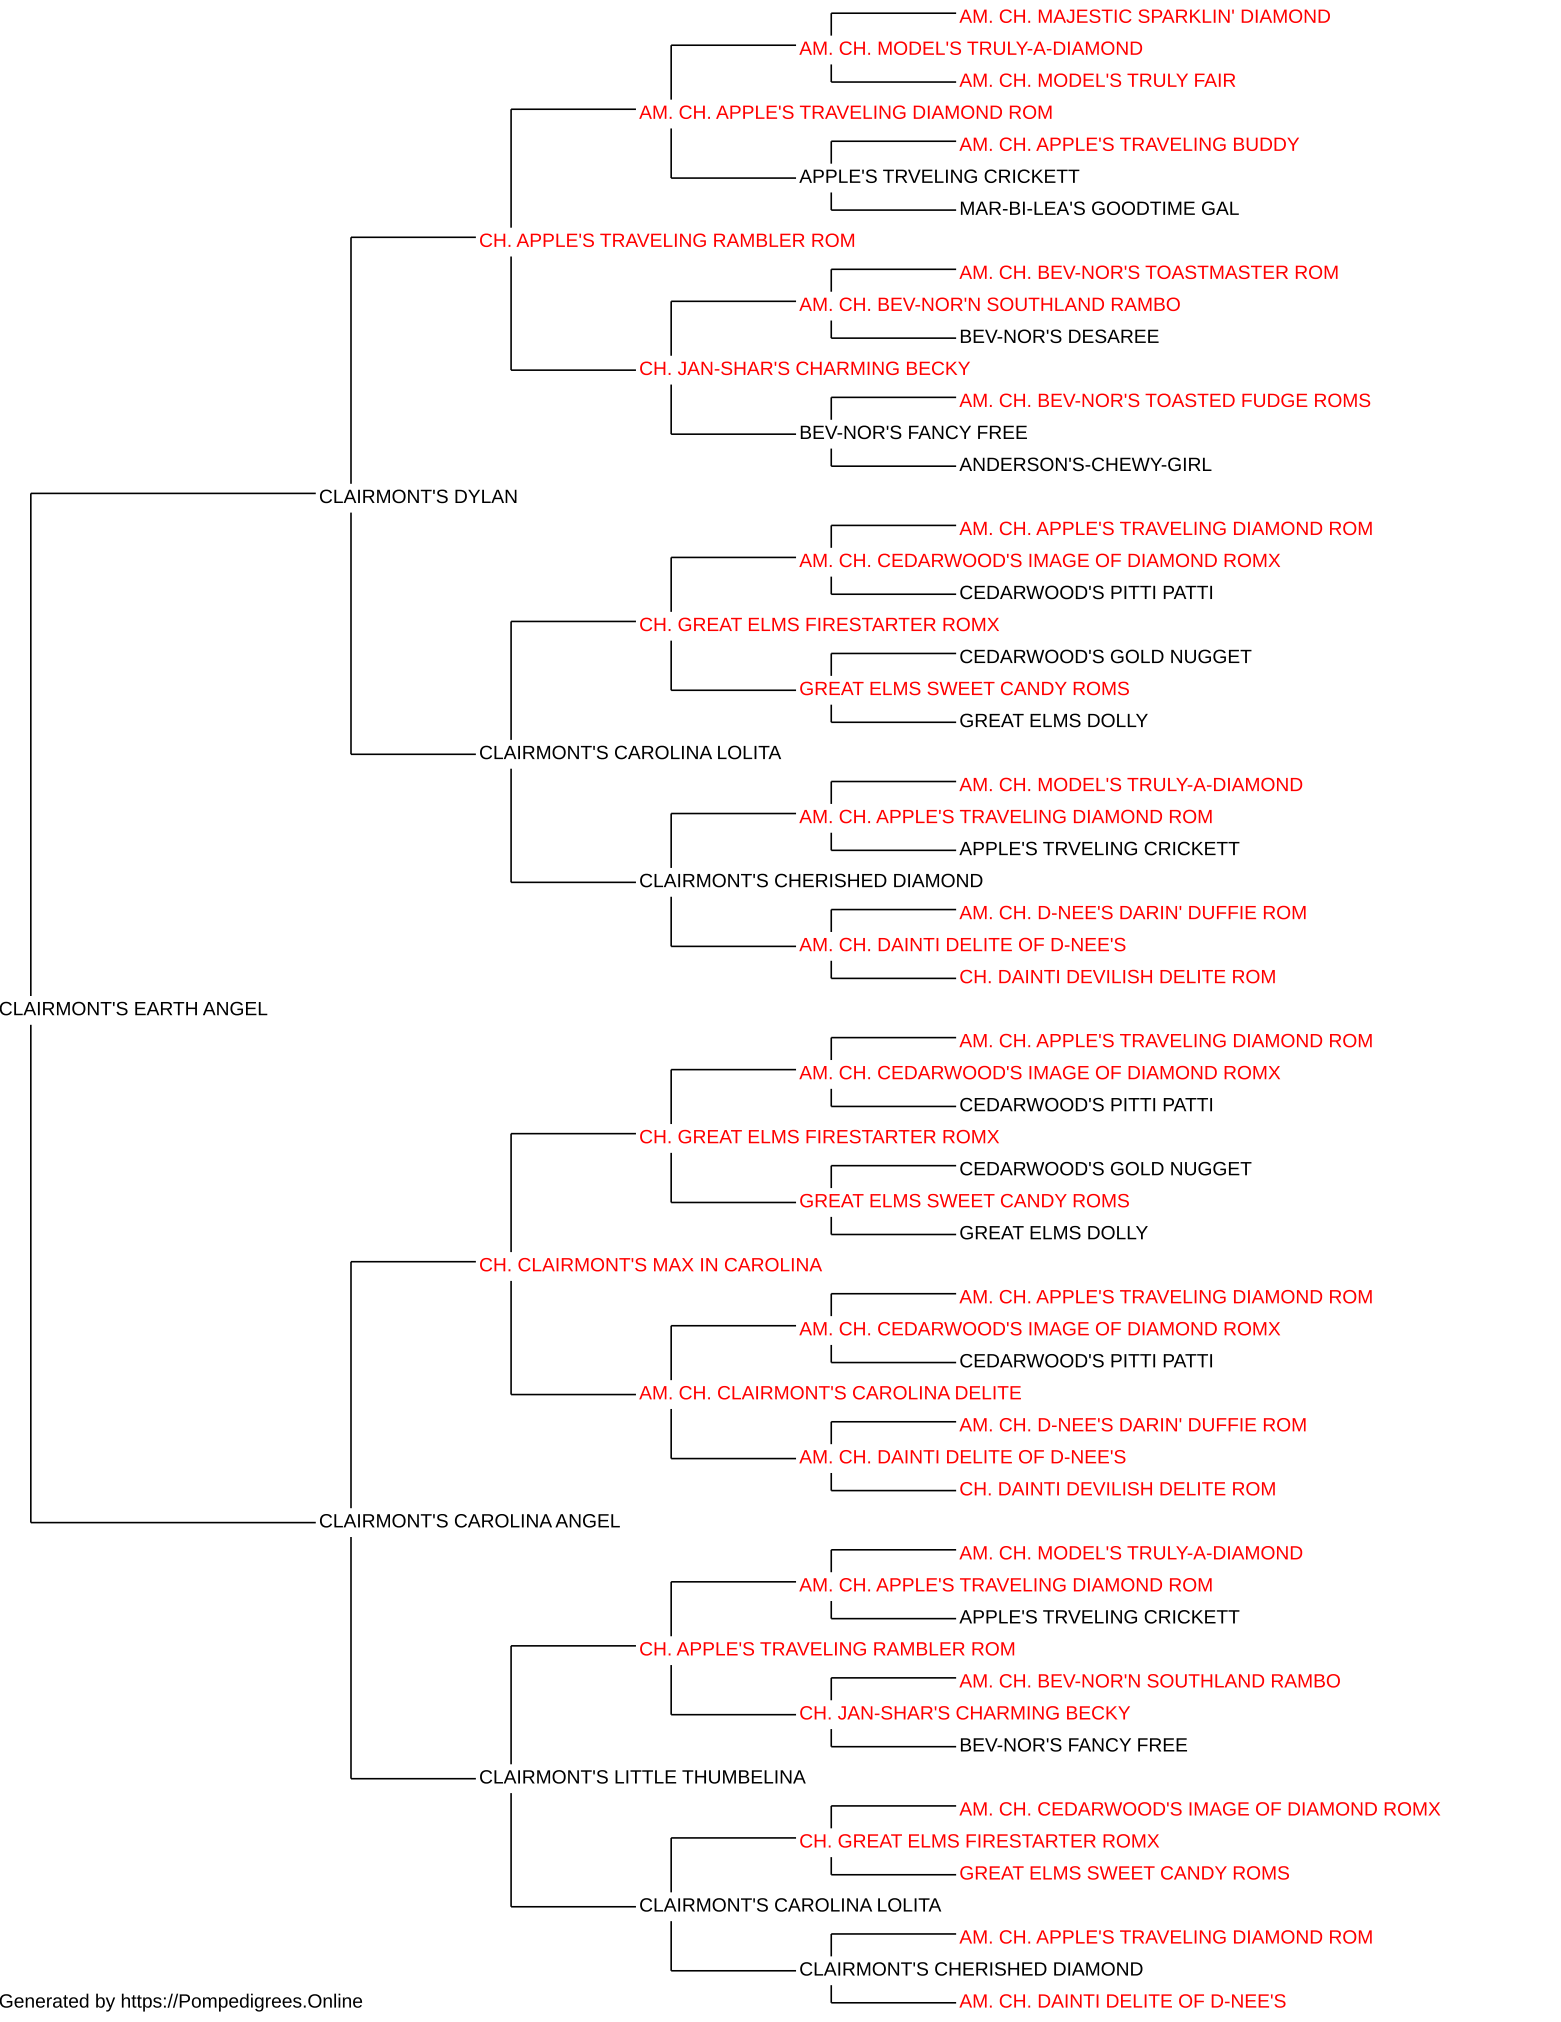 AM. CH. MAJESTIC SPARKLIN' DIAMOND
AM. CH. MODEL'S TRULY-A-DIAMOND
AM. CH. MODEL'S TRULY FAIR
AM. CH. APPLE'S TRAVELING DIAMOND ROM
AM. CH. APPLE'S TRAVELING BUDDY
APPLE'S TRVELING CRICKETT
MAR-BI-LEA'S GOODTIME GAL
CH. APPLE'S TRAVELING RAMBLER ROM
AM. CH. BEV-NOR'S TOASTMASTER ROM
AM. CH. BEV-NOR'N SOUTHLAND RAMBO
BEV-NOR'S DESAREE
CH. JAN-SHAR'S CHARMING BECKY
AM. CH. BEV-NOR'S TOASTED FUDGE ROMS
BEV-NOR'S FANCY FREE
ANDERSON'S-CHEWY-GIRL
CLAIRMONT'S DYLAN
AM. CH. APPLE'S TRAVELING DIAMOND ROM
AM. CH. CEDARWOOD'S IMAGE OF DIAMOND ROMX
CEDARWOOD'S PITTI PATTI
CH. GREAT ELMS FIRESTARTER ROMX
CEDARWOOD'S GOLD NUGGET
GREAT ELMS SWEET CANDY ROMS
GREAT ELMS DOLLY
CLAIRMONT'S CAROLINA LOLITA
AM. CH. MODEL'S TRULY-A-DIAMOND
AM. CH. APPLE'S TRAVELING DIAMOND ROM
APPLE'S TRVELING CRICKETT
CLAIRMONT'S CHERISHED DIAMOND
AM. CH. D-NEE'S DARIN' DUFFIE ROM
AM. CH. DAINTI DELITE OF D-NEE'S
CH. DAINTI DEVILISH DELITE ROM
CLAIRMONT'S EARTH ANGEL
AM. CH. APPLE'S TRAVELING DIAMOND ROM
AM. CH. CEDARWOOD'S IMAGE OF DIAMOND ROMX
CEDARWOOD'S PITTI PATTI
CH. GREAT ELMS FIRESTARTER ROMX
CEDARWOOD'S GOLD NUGGET
GREAT ELMS SWEET CANDY ROMS
GREAT ELMS DOLLY
CH. CLAIRMONT'S MAX IN CAROLINA
AM. CH. APPLE'S TRAVELING DIAMOND ROM
AM. CH. CEDARWOOD'S IMAGE OF DIAMOND ROMX
CEDARWOOD'S PITTI PATTI
AM. CH. CLAIRMONT'S CAROLINA DELITE
AM. CH. D-NEE'S DARIN' DUFFIE ROM
AM. CH. DAINTI DELITE OF D-NEE'S
CH. DAINTI DEVILISH DELITE ROM
CLAIRMONT'S CAROLINA ANGEL
AM. CH. MODEL'S TRULY-A-DIAMOND
AM. CH. APPLE'S TRAVELING DIAMOND ROM
APPLE'S TRVELING CRICKETT
CH. APPLE'S TRAVELING RAMBLER ROM
AM. CH. BEV-NOR'N SOUTHLAND RAMBO
CH. JAN-SHAR'S CHARMING BECKY
BEV-NOR'S FANCY FREE
CLAIRMONT'S LITTLE THUMBELINA
AM. CH. CEDARWOOD'S IMAGE OF DIAMOND ROMX
CH. GREAT ELMS FIRESTARTER ROMX
GREAT ELMS SWEET CANDY ROMS
CLAIRMONT'S CAROLINA LOLITA
AM. CH. APPLE'S TRAVELING DIAMOND ROM
CLAIRMONT'S CHERISHED DIAMOND
AM. CH. DAINTI DELITE OF D-NEE'S
Generated by https://Pompedigrees.Online